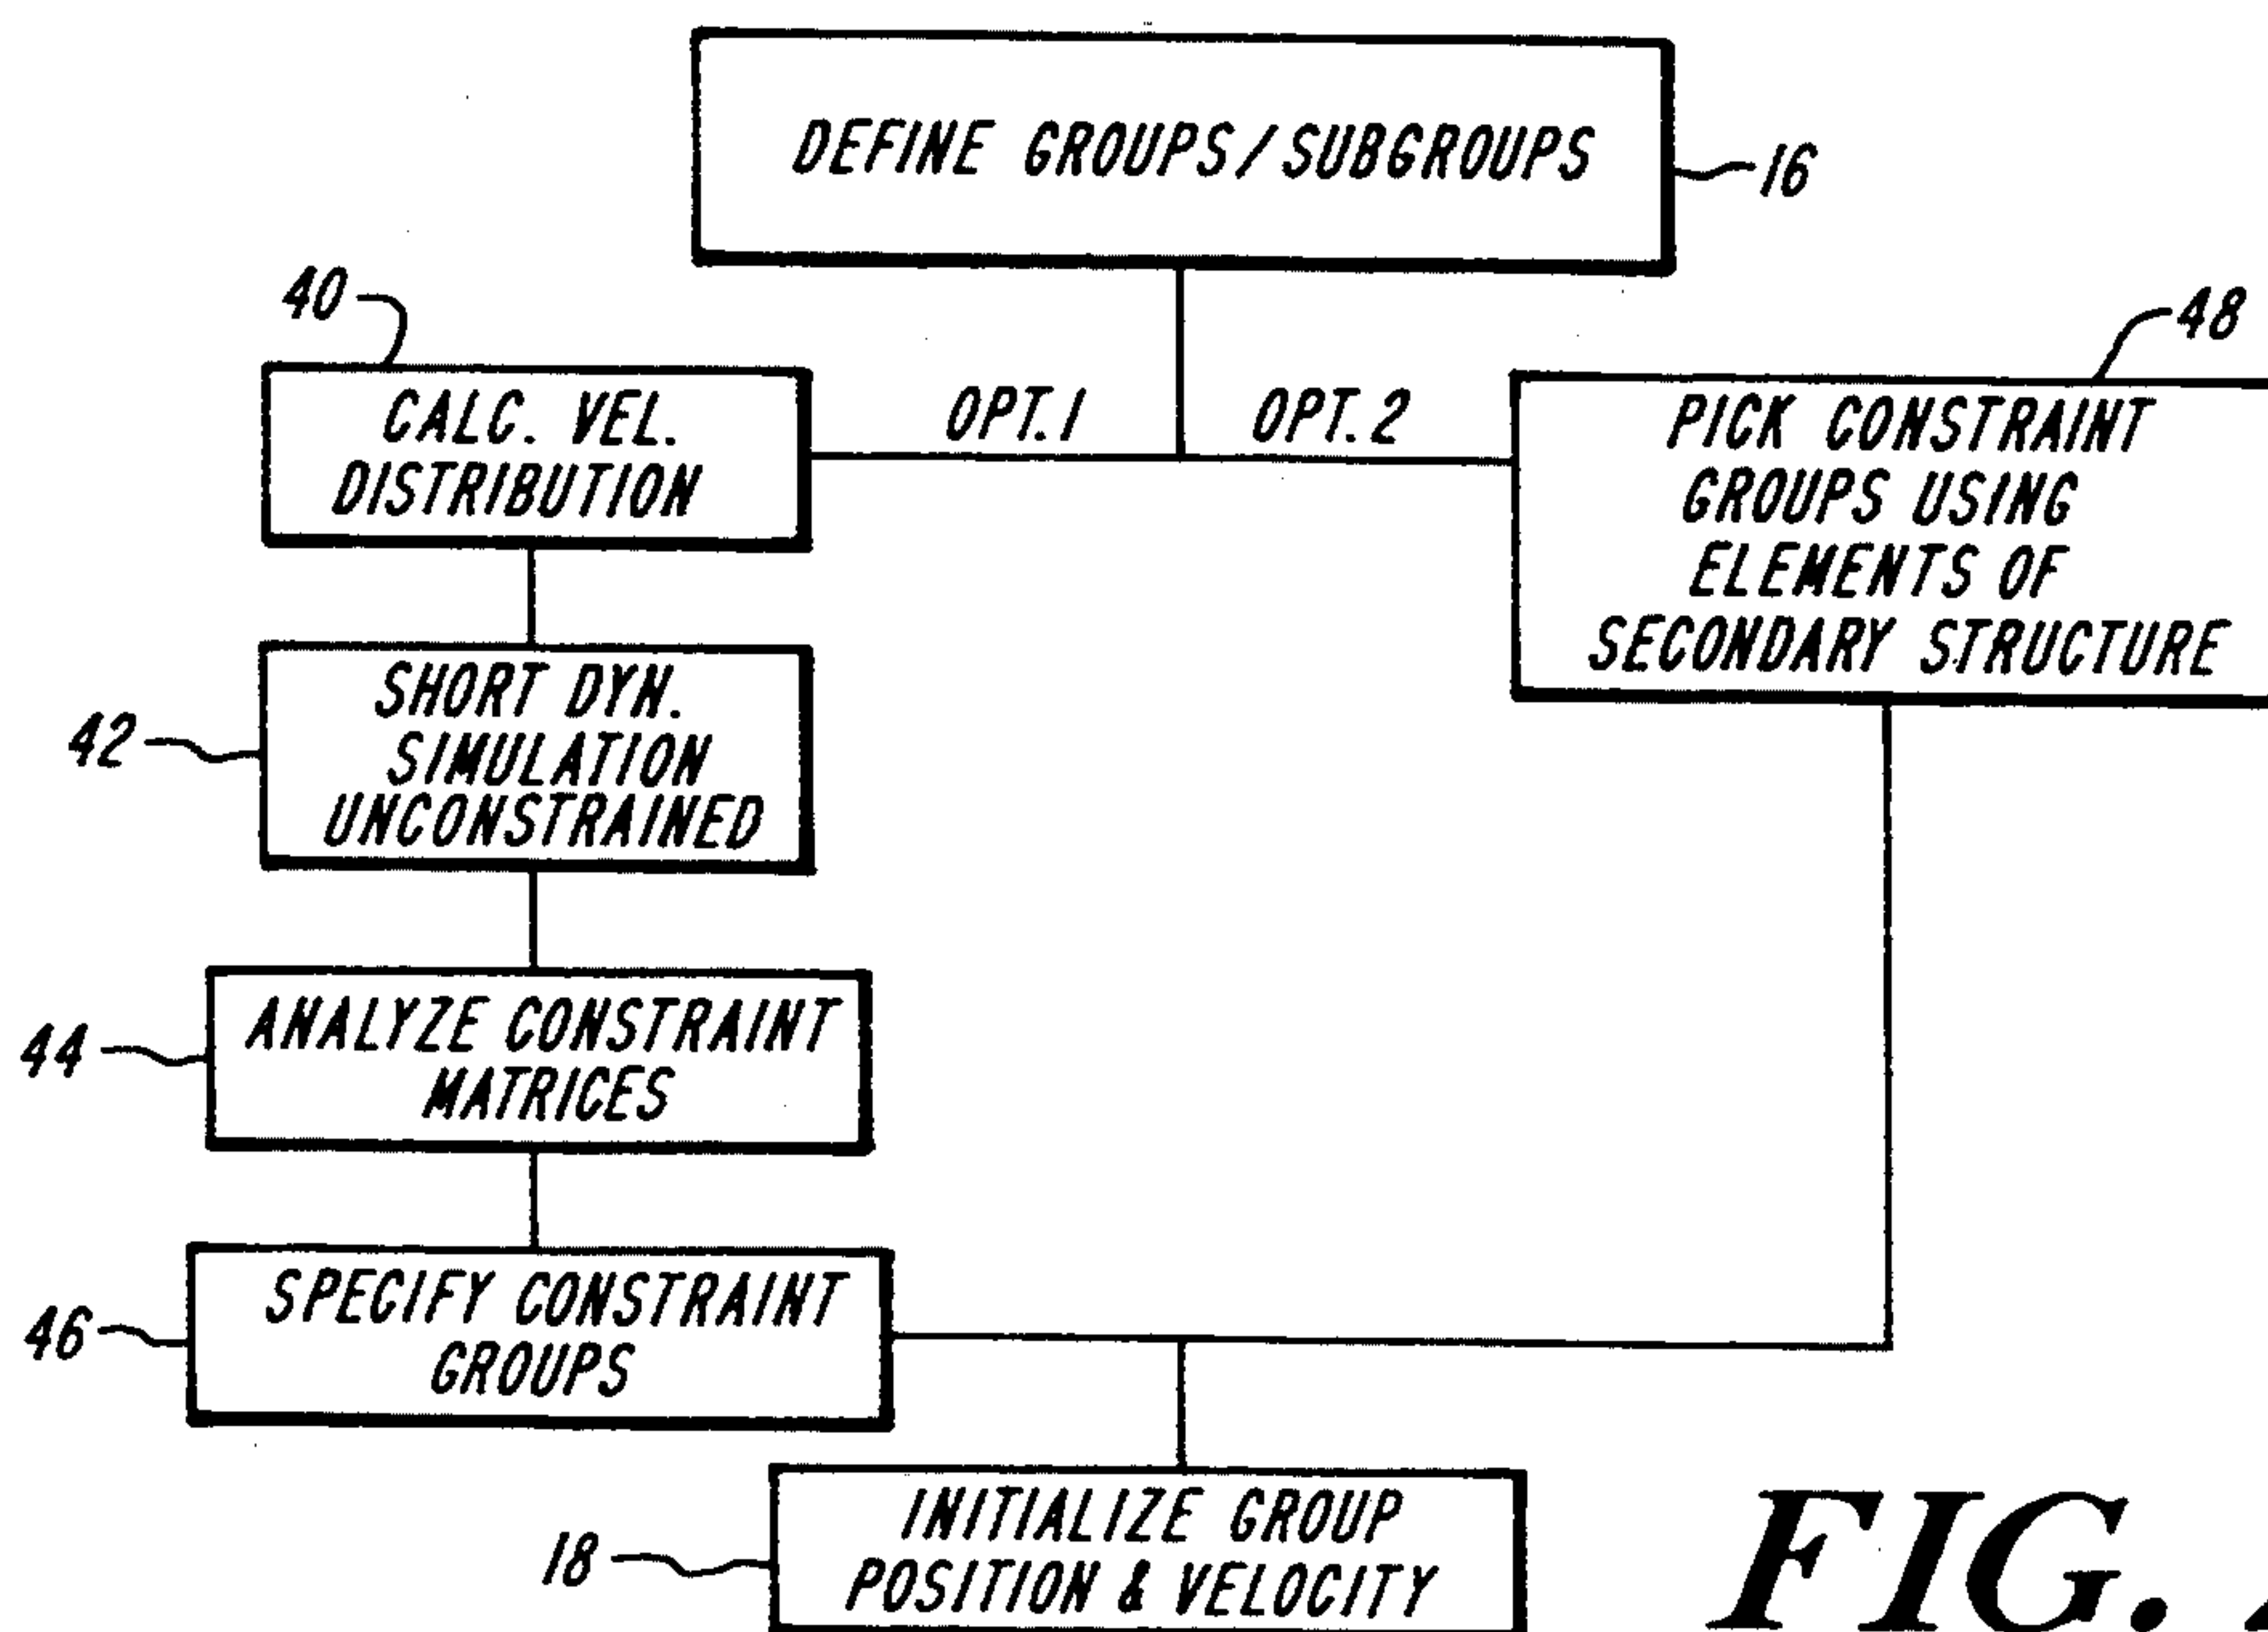 DEFINE GROUPS/SUBGROUPS
16
40
48
CALC. VEL.
DISTRIBUTION
OPT.1
OPT.2
PICK CONSTRAINT
GROUPS USING
ELEMENTS OF
SECONDARY STRUCTURE
42
SHORT DYN.
SIMULATION
UNCONSTRAINED
44
ANALYZE CONSTRAINT
MATRICES
46
SPECIFY CONSTRAINT
GROUPS
18
INITIALIZE GROUP
POSITION & VELOCITY
FIG.